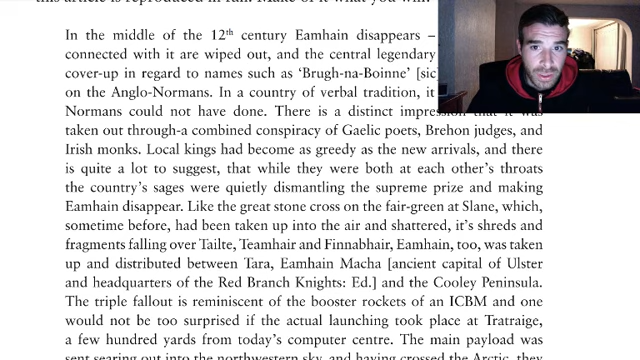 this article is reproduced in full. Make of it what you will.
In the middle of the 12th century Eamhain disappears –
connected with it are wiped out, and the central legendary
cover-up in regard to names such as ‘Brugh-na-Boinne’ [sic
on the Anglo-Normans. In a country of verbal tradition, it
Normans could not have done. There is a distinct impression that it was
taken out through-a combined conspiracy of Gaelic poets, Brehon judges, and
Irish monks. Local kings had become as greedy as the new arrivals, and there
is quite a lot to suggest, that while they were both at each other’s throats
the country’s sages were quietly dismantling the supreme prize and making
Eamhain disappear. Like the great stone cross on the fair-green at Slane, which,
sometime before, had been taken up into the air and shattered, it’s shreds and
fragments falling over Tailte, Teamhair and Finnabhair, Eamhain, too, was taken
up and distributed between Tara, Eamhain Macha [ancient capital of Ulster
and headquarters of the Red Branch Knights: Ed.] and the Cooley Peninsula.
The triple fallout is reminiscent of the booster rockets of an ICBM and one
would not be too surprised if the actual launching took place at Tratraige,
a few hundred yards from today’s computer centre. The main payload was
sent searing out into the northwestern sky, and having crossed the Arctic, they